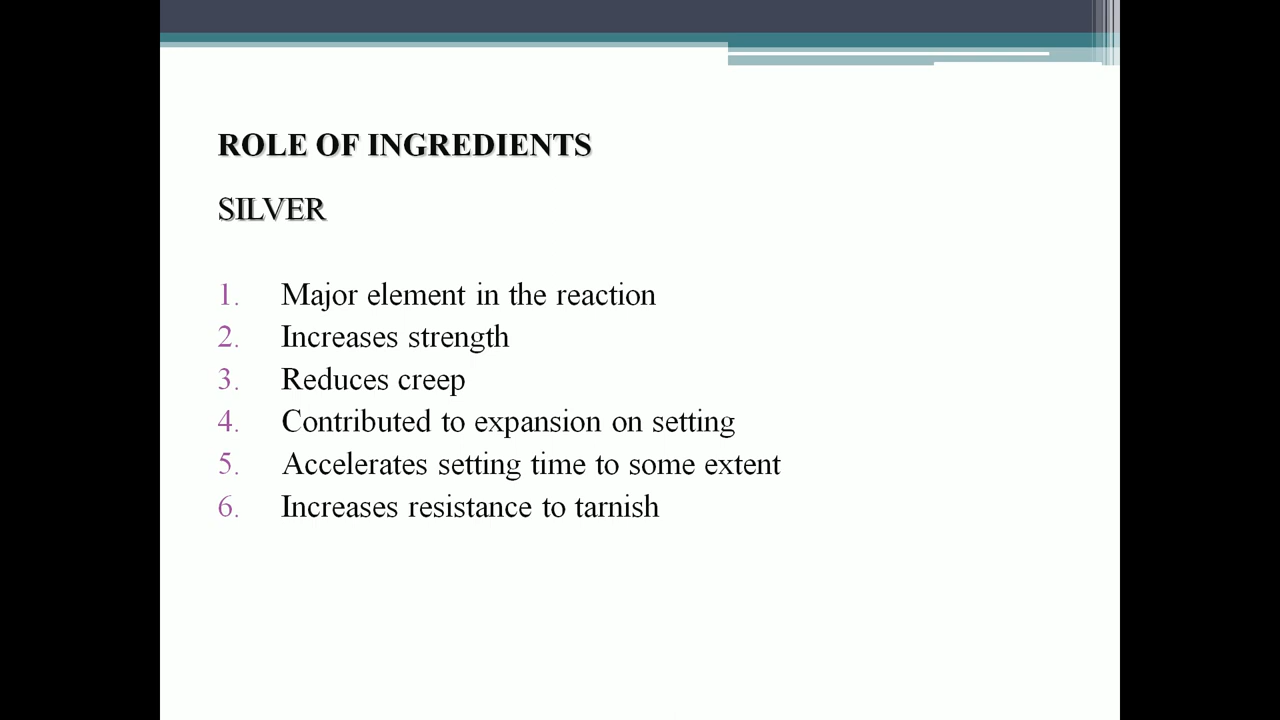 ROLE OF INGREDIENTS
SILVER
1. Major element in the reaction
2. Increases strength
3. Reduces creep
4. Contributed to expansion on setting
5. Accelerates setting time to some extent
6. Increases resistance to tarnish